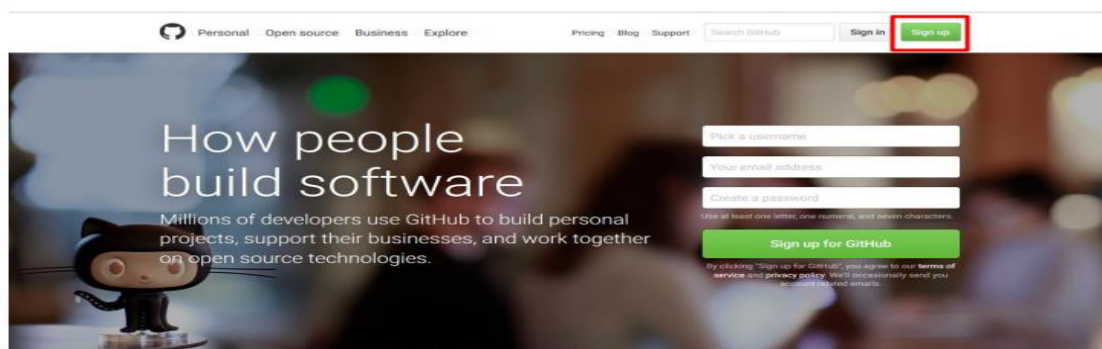 Personal Open source Business Explore Pricing Blog Support Search GitHub Sign in Sign up
How people
build software
Millions of developers use GitHub to build personal
projects, support their businesses, and work together
on open source technologies.
Pick a username
Your email address
Create a password
Use at least one letter, one numeral, and seven characters.
Sign up for GitHub
By clicking "Sign up for GitHub", you agree to our terms of
service and privacy policy. We'll occasionally send you
account related emails.